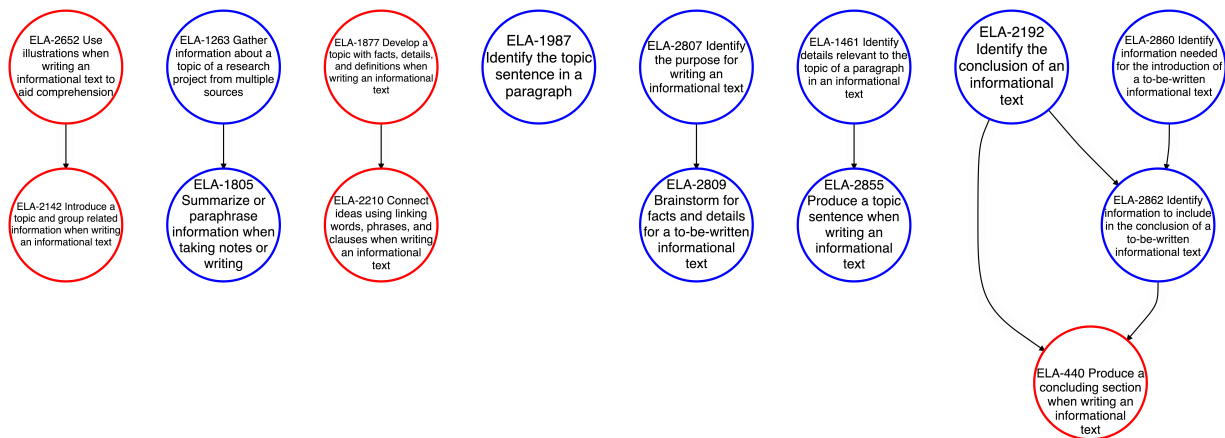 ELA-2652 Use
illustrations when
writing an
informational text to
aid comprehension
ELA-1263 Gather
information about a
topic of a research
project from multiple
sources
ELA-1877 Develop a
topic with facts, details,
and definitions when
writing an informational
text
ELA-1987
Identify the topic
sentence in a
paragraph
ELA-2807 Identify
the purpose for
writing an
informational text
ELA-1461 Identify
details relevant to the
topic of a paragraph
in an informational
text
ELA-2192
Identify the
conclusion of an
informational
text
ELA-2860 Identify
information needed
for the introduction of
a to-be-written
informational text
ELA-2142 Introduce a
topic and group related
information when writing
an informational text
ELA-1805
Summarize or
paraphrase
information when
taking notes or
writing
ELA-2210 Connect
ideas using linking
words, phrases, and
clauses when writing
an informational
text
ELA-2809
Brainstorm for
facts and details
for a to-be-written
informational
text
ELA-2855
Produce a topic
sentence when
writing an
informational
text
ELA-2862 Identify
information to include
in the conclusion of a
to-be-written
informational text
ELA-440 Produce a
concluding section
when writing an
informational
text